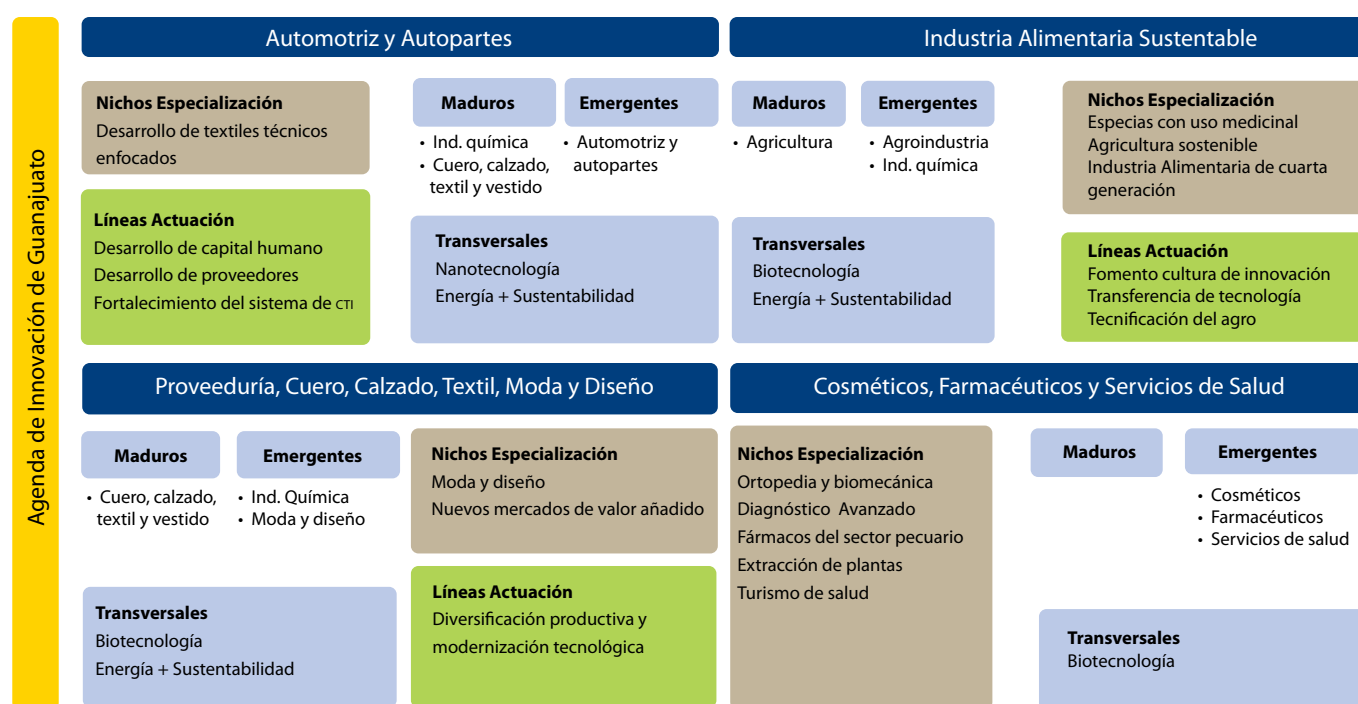 Agenda de Innovación de Guanajuato
Automotriz y Autopartes
Nichos Especialización
Desarrollo de textiles técnicos
enfocados
Líneas Actuación
Desarrollo de capital humano
Desarrollo de proveedores
Fortalecimiento del sistema de CTI
Maduros
• Ind. química
• Cuero, calzado,
textil y vestido
Emergentes
• Automotriz y
autopartes
Transversales
Nanotecnología
Energía + Sustentabilidad
Industria Alimentaria Sustentable
Maduros
• Agricultura
Emergentes
• Agroindustria
• Ind. química
Transversales
Biotecnología
Energía + Sustentabilidad
Nichos Especialización
Especias con uso medicinal
Agricultura sostenible
Industria Alimentaria de cuarta
generación
Líneas Actuación
Fomento cultura de innovación
Transferencia de tecnología
Tecnificación del agro
Proveeduría, Cuero, Calzado, Textil, Moda y Diseño
Maduros
• Cuero, calzado,
textil y vestido
Emergentes
• Ind. Química
• Moda y diseño
Transversales
Biotecnología
Energía + Sustentabilidad
Nichos Especialización
Moda y diseño
Nuevos mercados de valor añadido
Líneas Actuación
Diversificación productiva y
modernización tecnológica
Cosméticos, Farmacéuticos y Servicios de Salud
Nichos Especialización
Ortopedia y biomecánica
Diagnóstico Avanzado
Fármacos del sector pecuario
Extracción de plantas
Turismo de salud
Maduros
Emergentes
• Cosméticos
• Farmacéuticos
• Servicios de salud
Transversales
Biotecnología